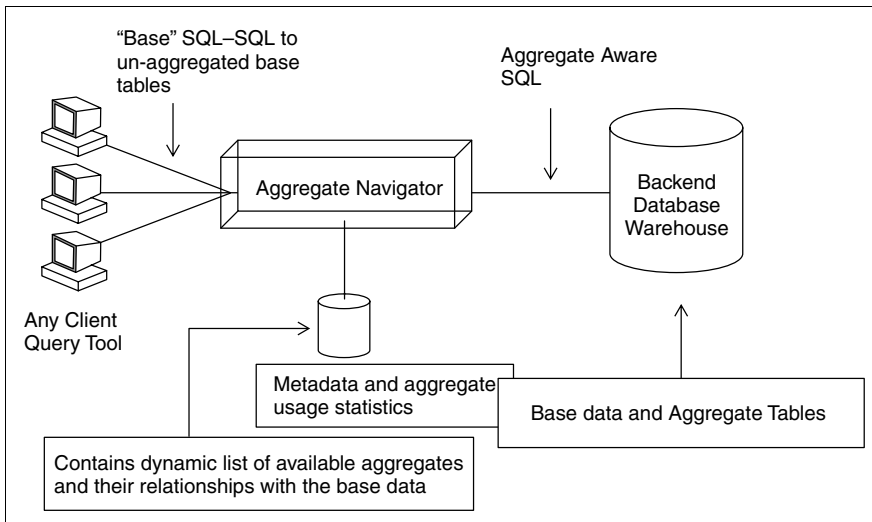 “Base” SQL–SQL to
un-aggregated base
tables
Aggregate Aware
SQL
Aggregate Navigator
Backend
Database
Warehouse
Any Client
Query Tool
Metadata and aggregate
usage statistics
Base data and Aggregate Tables
Contains dynamic list of available aggregates
and their relationships with the base data